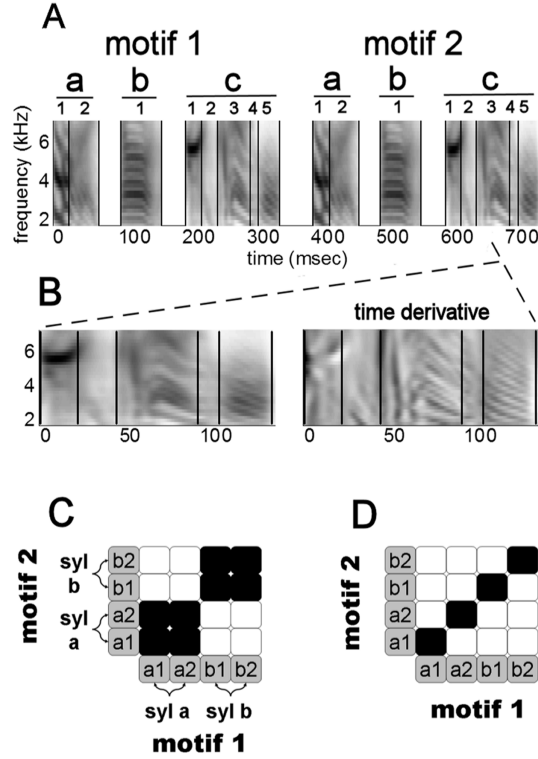 A
motif 1 motif 2
a b c a b c
1 2 1 1 2 3 4 5 1 2 1 1 2 3 4 5
frequency (kHz)
6
4
2
0 100 200 300 400 500 600 700
time (msec)
B
time derivative
6
4
2
0 50 100 0 50 100
C D
motif 2
syl b
syl a
b2
b1
a2
a1
a1 a2 b1 b2
syl a syl b
motif 1
motif 2
b2
b1
a2
a1
a1 a2 b1 b2
motif 1